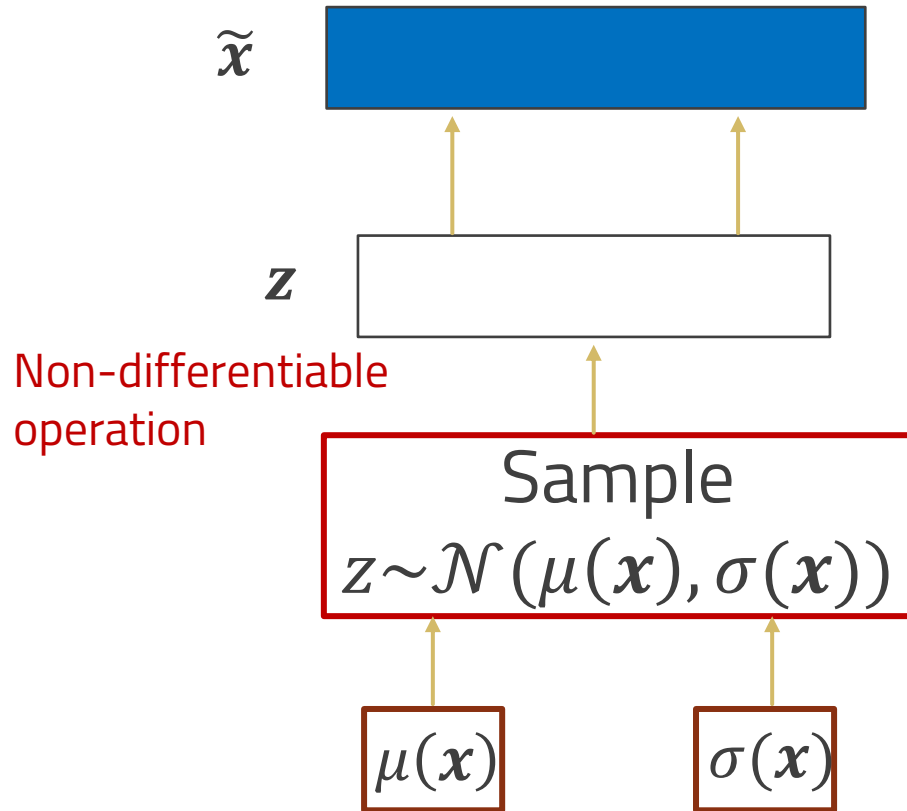 x̃
z
Non-differentiable
operation
Sample
z~𝒩(μ(x), σ(x))
μ(x)
σ(x)